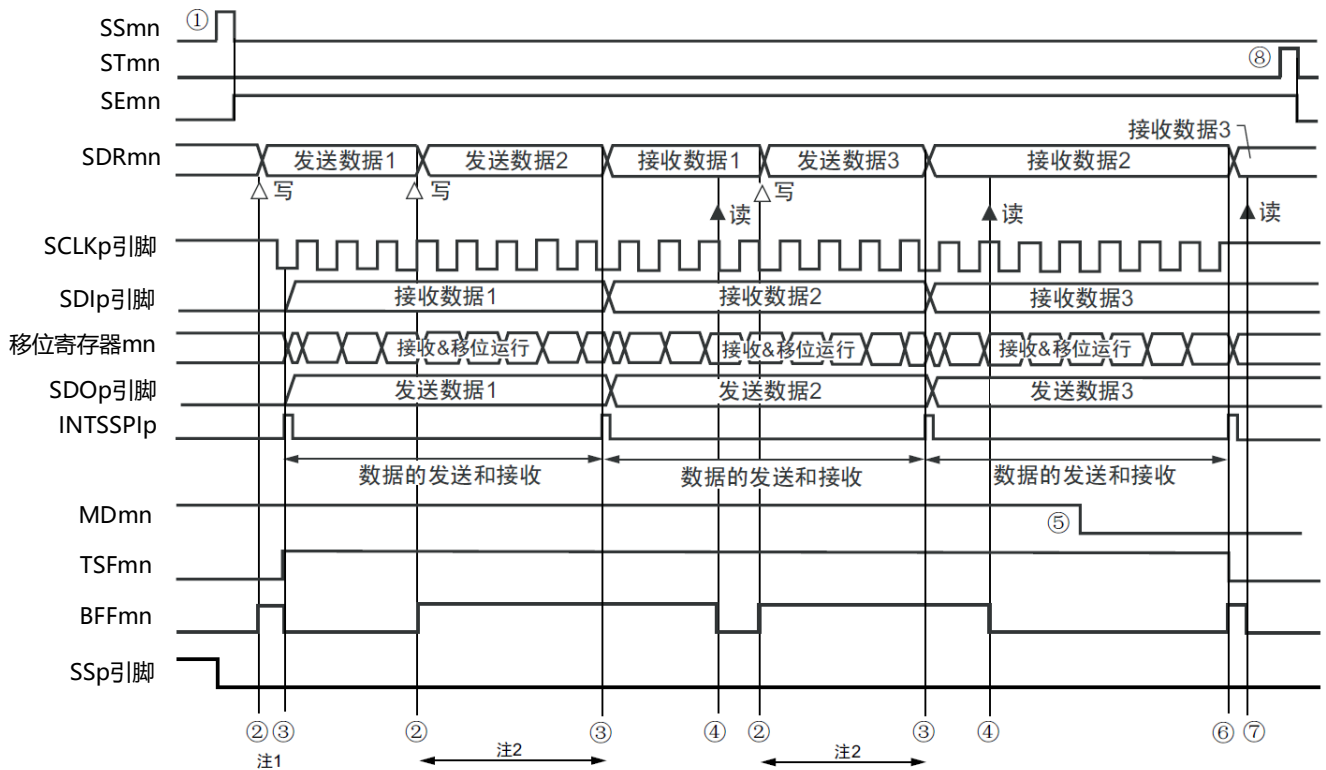 SSmn ①
STmn ⑧
SEmn
接收数据3
SDRmn 发送数据1 发送数据2 接收数据1 发送数据3 接收数据2
写 写 读 写 读 读
SCLKp引脚
SDIp引脚 接收数据1 接收数据2 接收数据3
移位寄存器mn 接收&移位运行 接收&移位运行 接收&移位运行
SDOp引脚 发送数据1 发送数据2 发送数据3
INTSSPIp
数据的发送和接收 数据的发送和接收 数据的发送和接收
MDmn ⑤
TSFmn
BFFmn
SSp引脚
② ③ ② ③ ④ ② ③ ④ ⑥ ⑦
注1 注2 注2